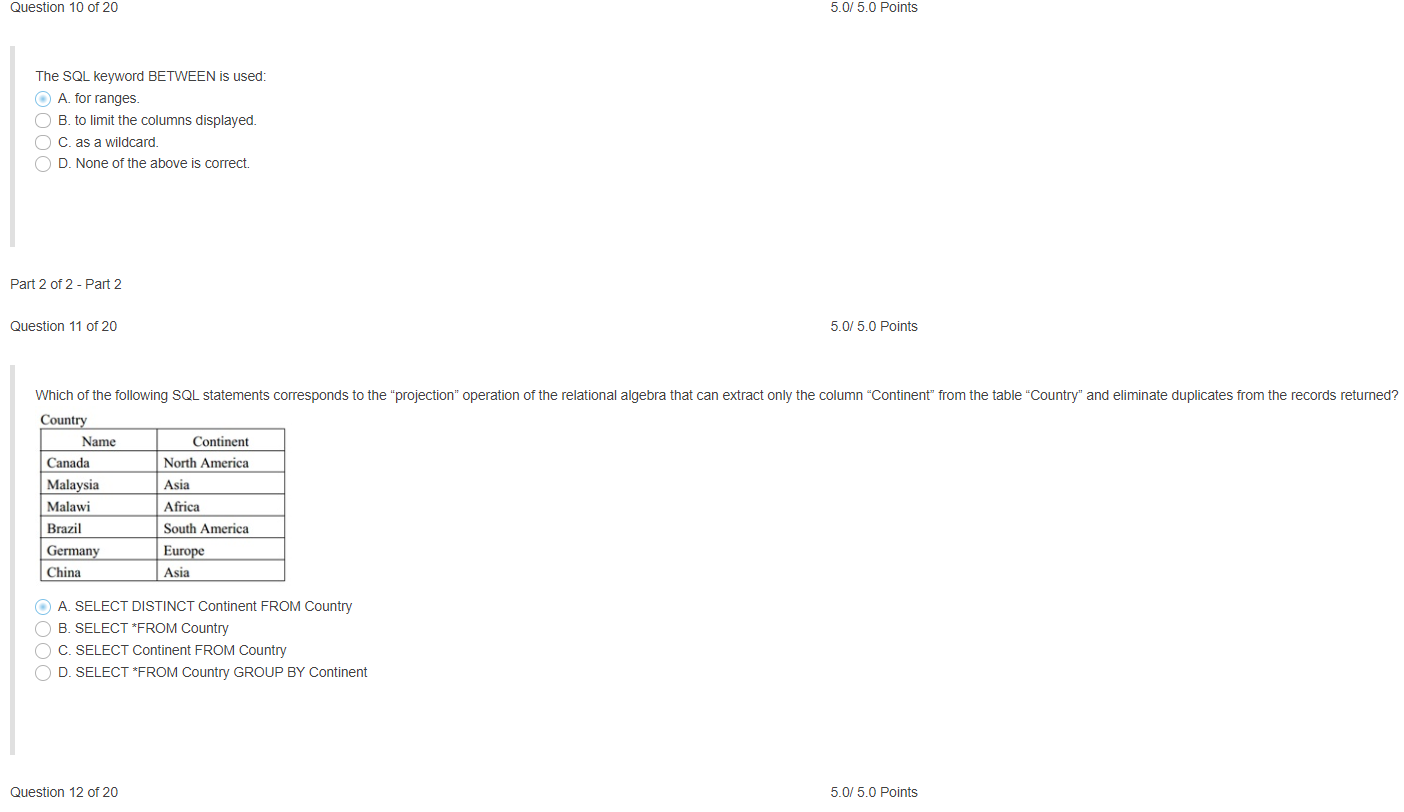 Question 10 of 20 5.0/ 5.0 Points
The SQL keyword BETWEEN is used:
A. for ranges.
B. to limit the columns displayed.
C. as a wildcard.
D. None of the above is correct.
Part 2 of 2 - Part 2
Question 11 of 20 5.0/ 5.0 Points
Which of the following SQL statements corresponds to the “projection” operation of the relational algebra that can extract only the column “Continent” from the table “Country” and eliminate duplicates from the records returned?
Country
Name Continent
Canada North America
Malaysia Asia
Malawi Africa
Brazil South America
Germany Europe
China Asia
A. SELECT DISTINCT Continent FROM Country
B. SELECT *FROM Country
C. SELECT Continent FROM Country
D. SELECT *FROM Country GROUP BY Continent
Question 12 of 20 5.0/ 5.0 Points